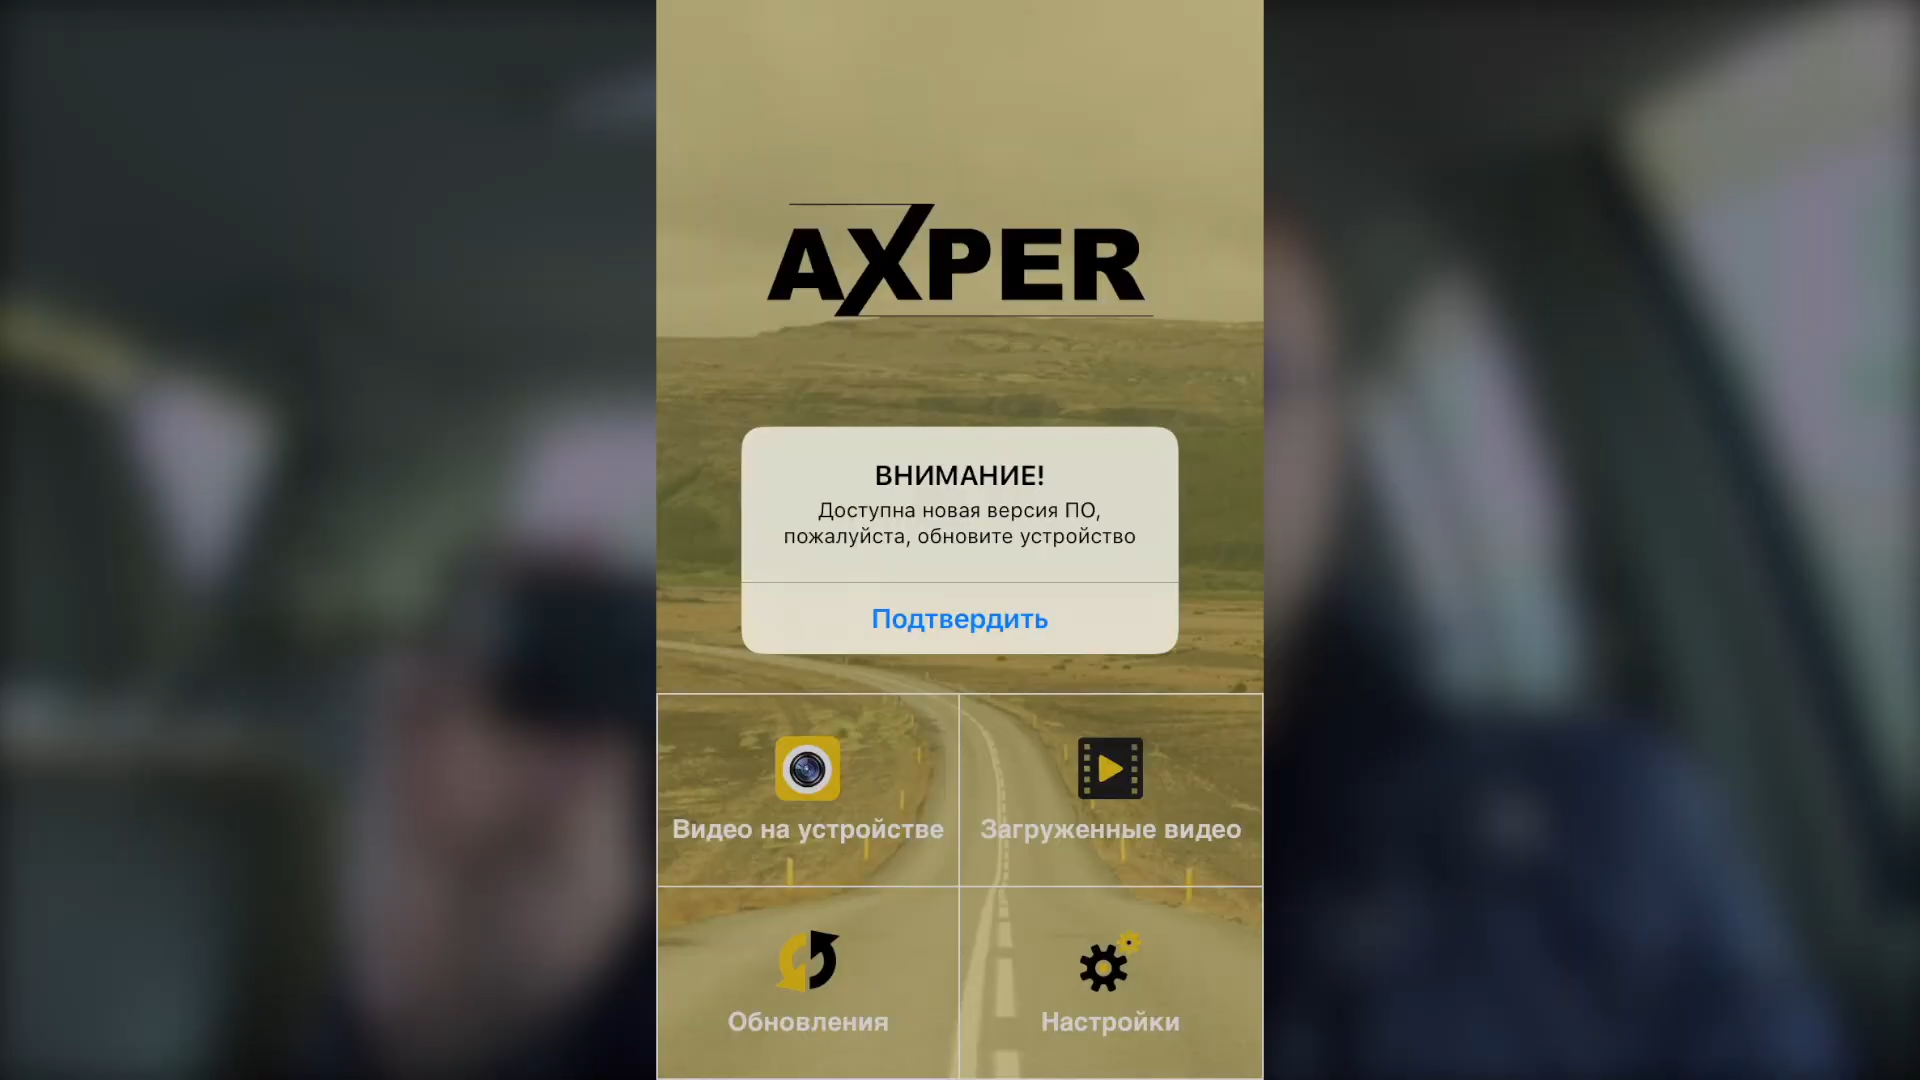 AXPER
ВНИМАНИЕ!
Доступна новая версия ПО,
пожалуйста, обновите устройство
Подтвердить
Видео на устройстве
Загруженные видео
Обновления
Настройки